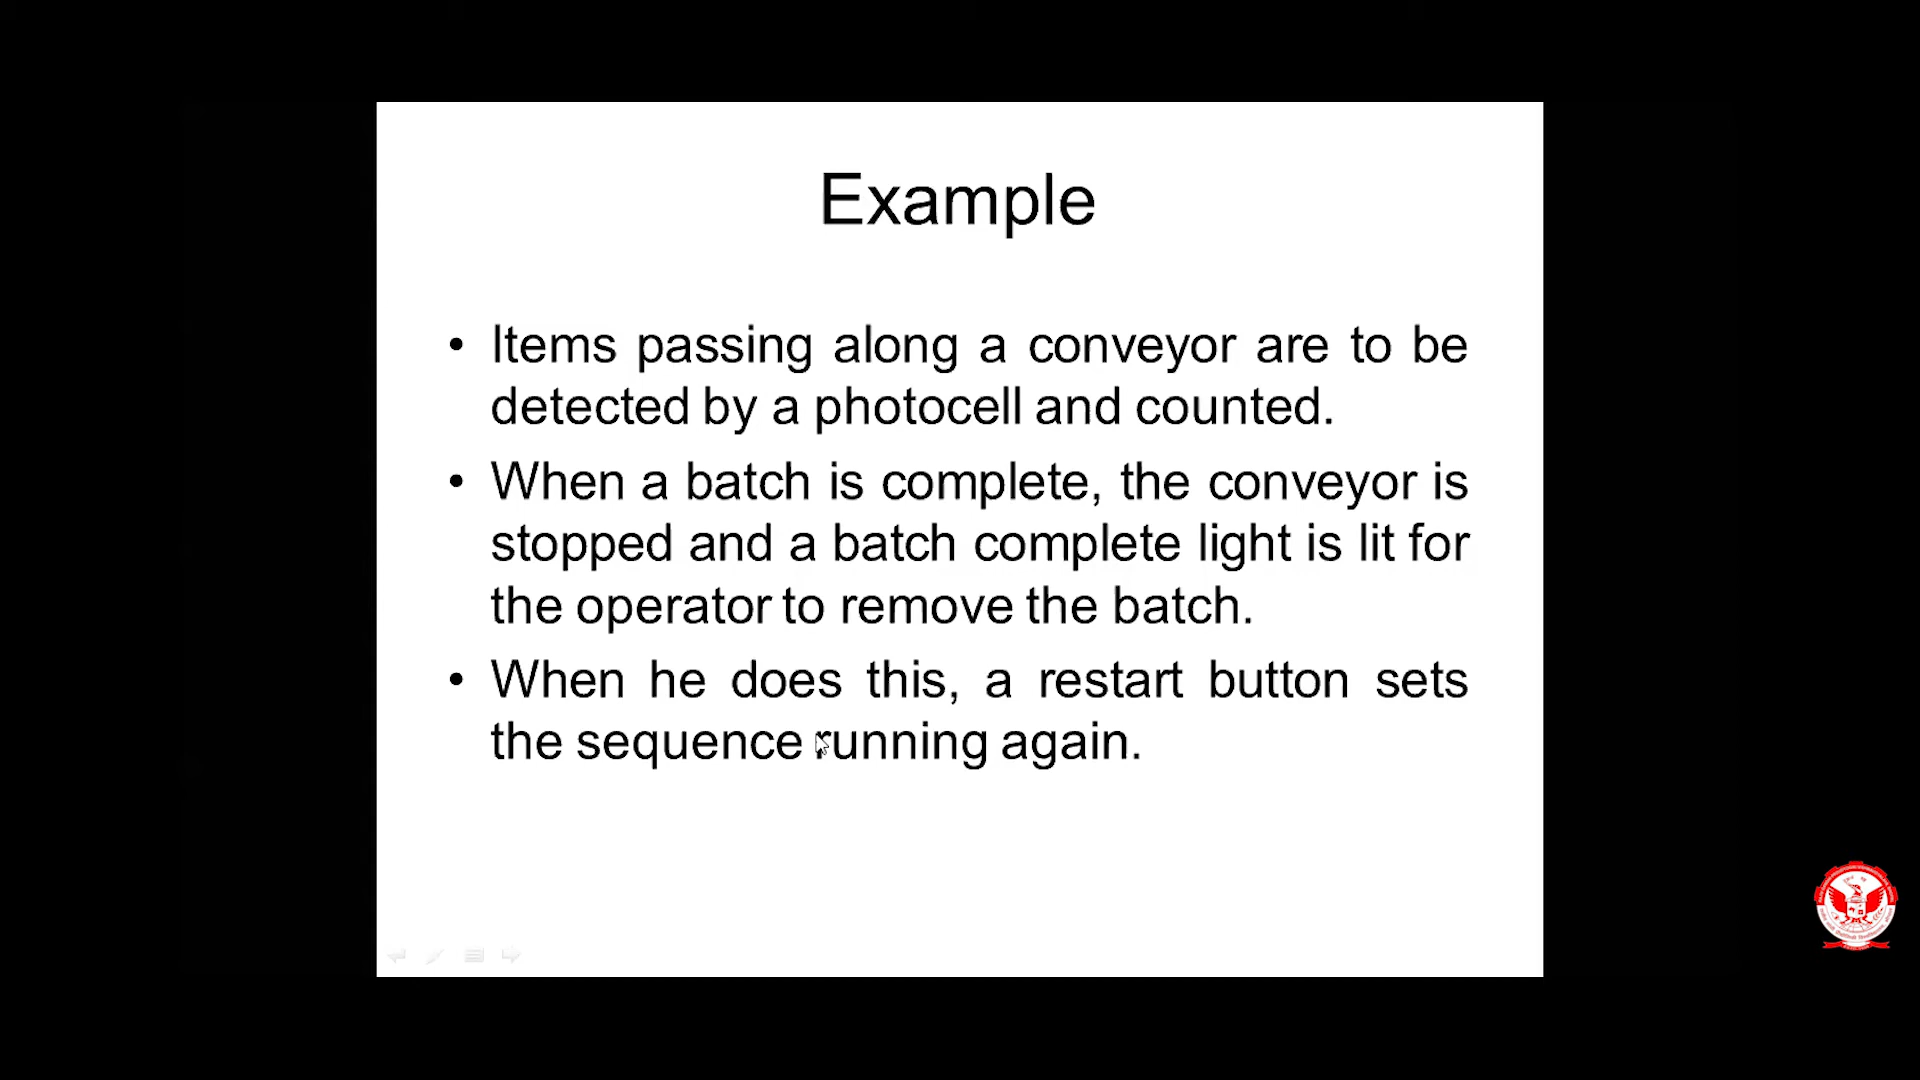 Example
• Items passing along a conveyor are to be
detected by a photocell and counted.
• When a batch is complete, the conveyor is
stopped and a batch complete light is lit for
the operator to remove the batch.
• When he does this, a restart button sets
the sequence running again.